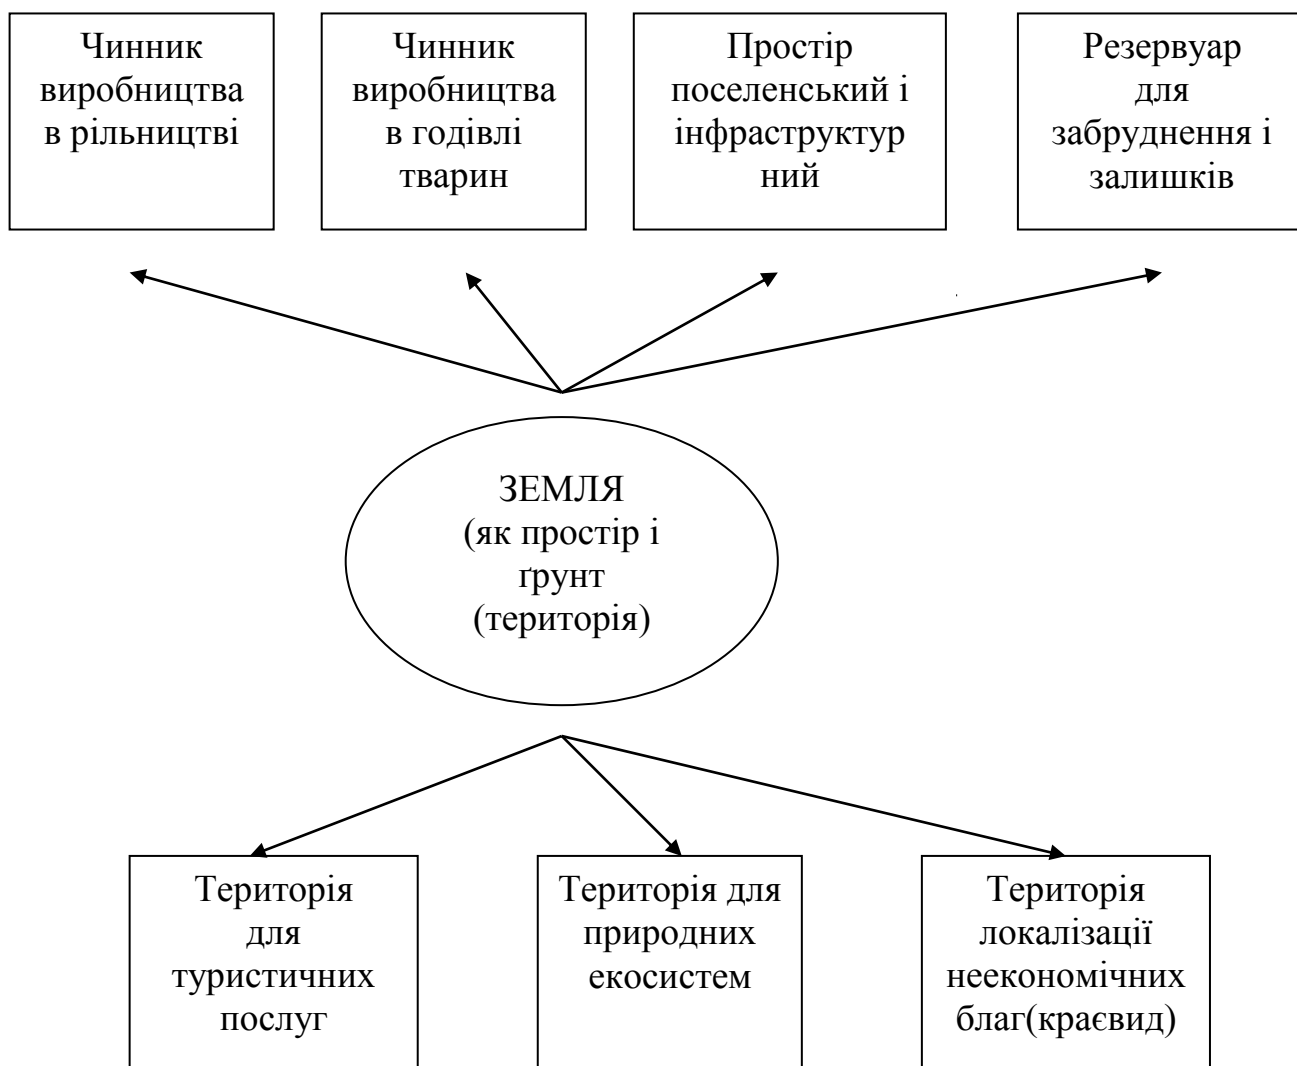 Чинник
виробництва
в рільництві
Чинник
виробництва
в годівлі
тварин
Простір
поселенський і
інфраструктур
ний
Резервуар
для
забруднення і
залишків
ЗЕМЛЯ
(як простір і
ґрунт
(територія)
Територія
для
туристичних
послуг
Територія для
природних
екосистем
Територія
локалізації
неекономічних
благ(краєвид)